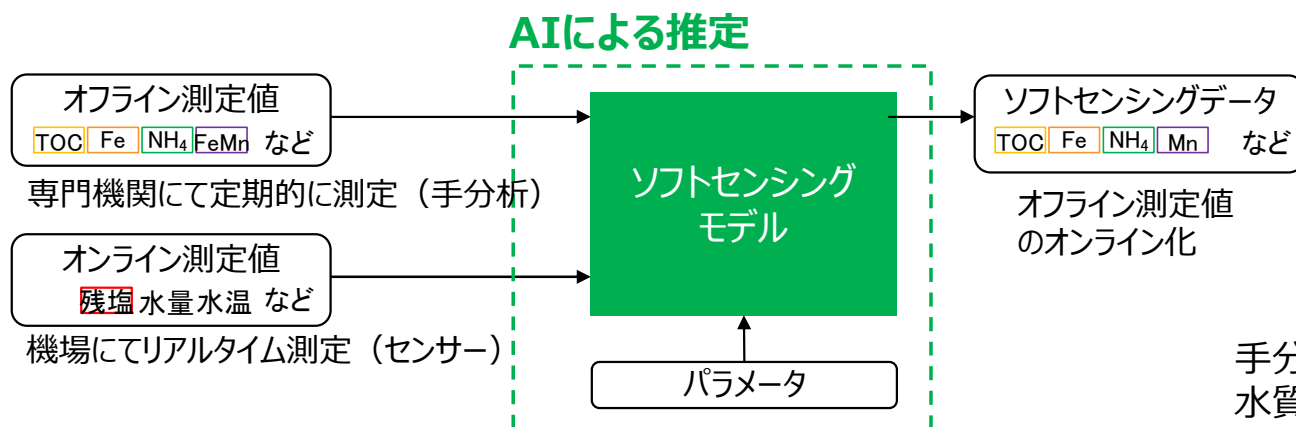 AIによる推定
オフライン測定値
TOC Fe NH₄ FeMn など
専門機関にて定期的に測定（手分析）
オンライン測定値
残塩 水量 水温 など
機場にてリアルタイム測定（センサー）
ソフトセンシング
モデル
パラメータ
ソフトセンシングデータ
TOC Fe NH₄ Mn など
オフライン測定値
のオンライン化
手分
水質